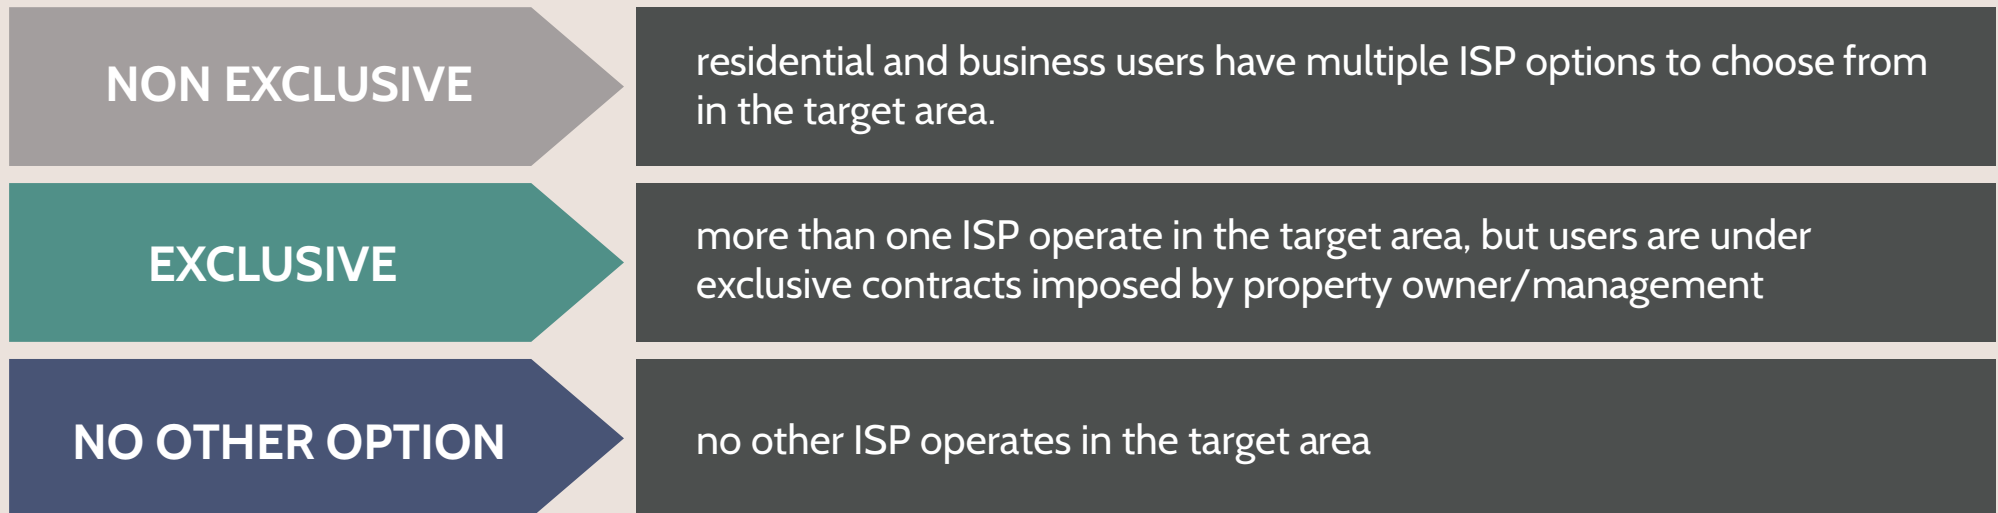 NON EXCLUSIVE
residential and business users have multiple ISP options to choose from
in the target area.
EXCLUSIVE
more than one ISP operate in the target area, but users are under
exclusive contracts imposed by property owner/management
NO OTHER OPTION
no other ISP operates in the target area